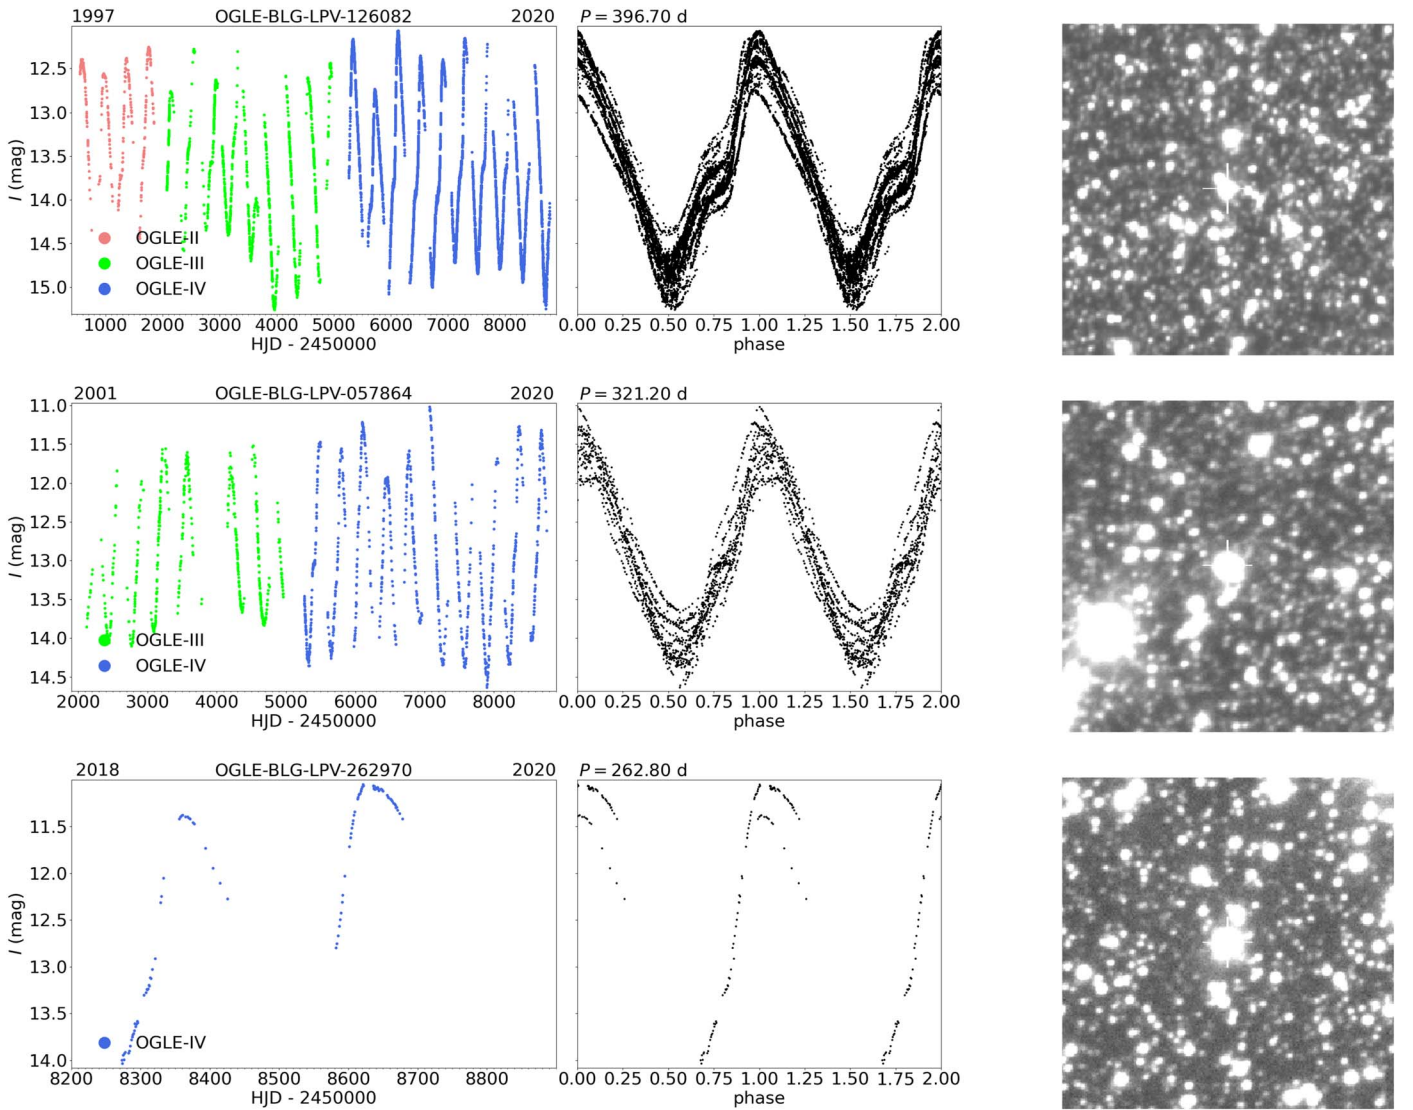 1997 OGLE-BLG-LPV-126082 2020
P = 396.70 d
12.5
13.0
13.5
14.0
14.5
15.0
I (mag)
OGLE-II
OGLE-III
OGLE-IV
1000 2000 3000 4000 5000 6000 7000 8000
HJD - 2450000
0.00 0.25 0.50 0.75 1.00 1.25 1.50 1.75 2.00
phase
2001 OGLE-BLG-LPV-057864 2020
P = 321.20 d
11.0
11.5
12.0
12.5
13.0
13.5
14.0
14.5
I (mag)
OGLE-III
OGLE-IV
2000 3000 4000 5000 6000 7000 8000
HJD - 2450000
0.00 0.25 0.50 0.75 1.00 1.25 1.50 1.75 2.00
phase
2018 OGLE-BLG-LPV-262970 2020
P = 262.80 d
11.5
12.0
12.5
13.0
13.5
14.0
I (mag)
OGLE-IV
8200 8300 8400 8500 8600 8700 8800
HJD - 2450000
0.00 0.25 0.50 0.75 1.00 1.25 1.50 1.75 2.00
phase